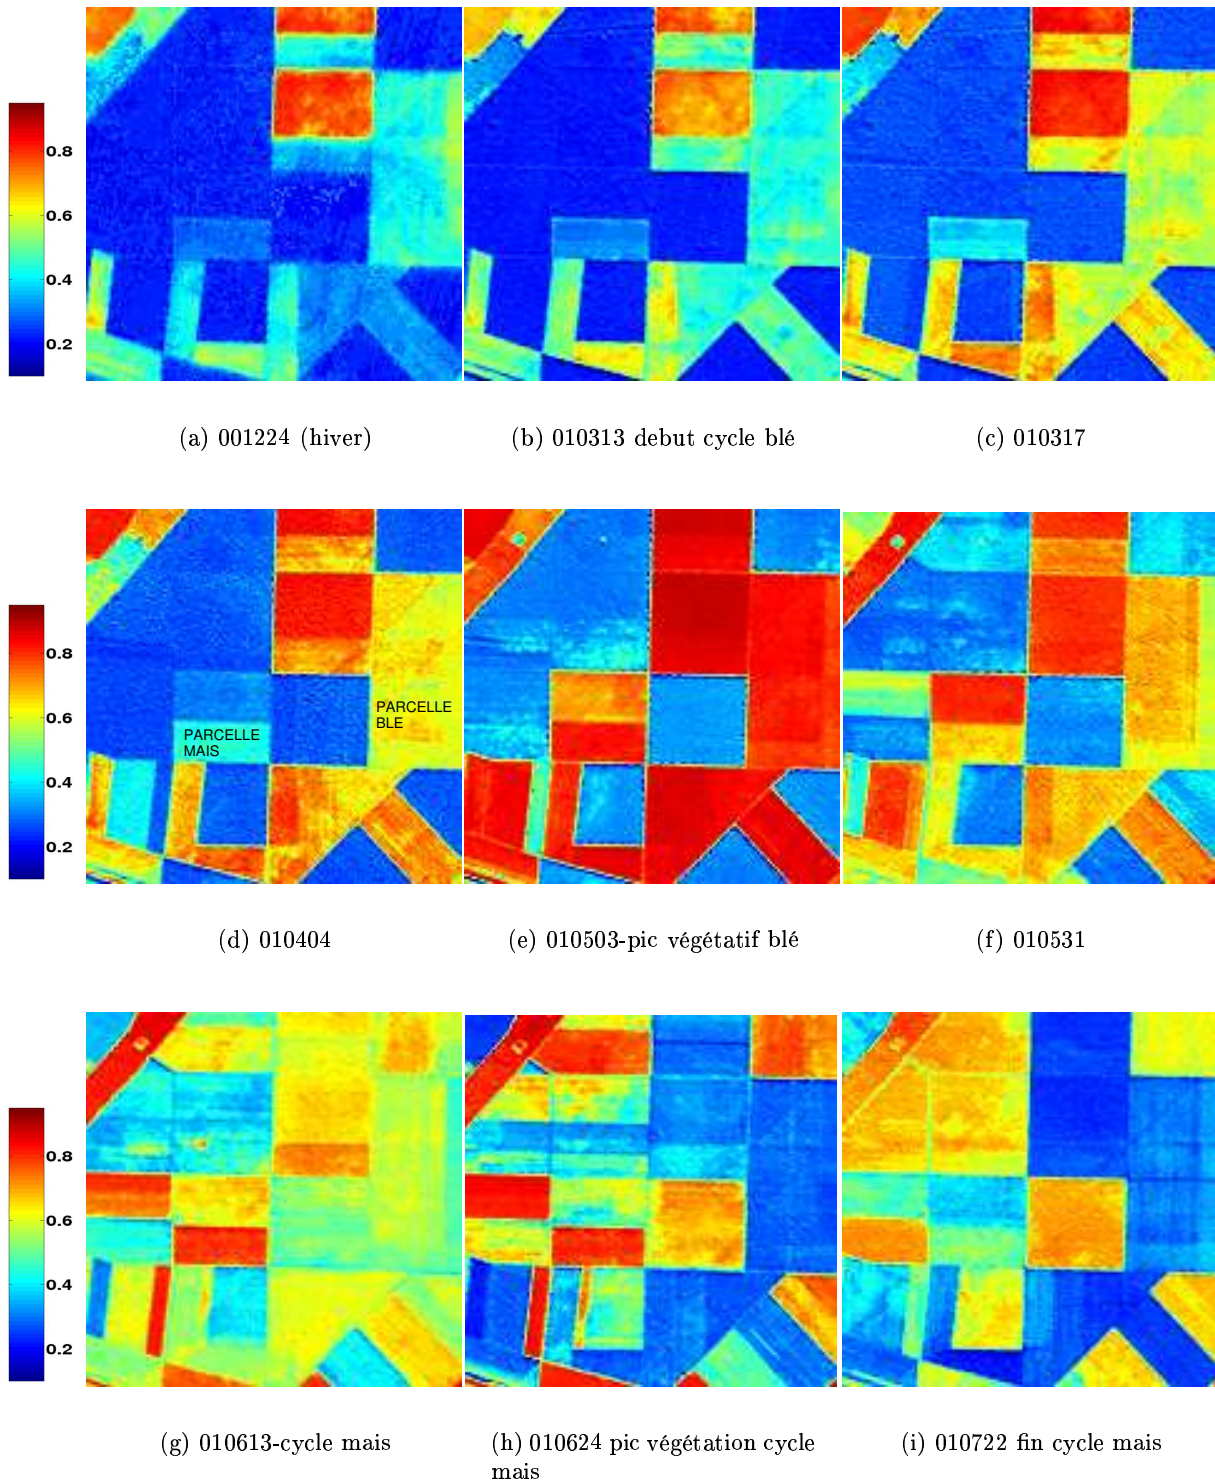 0.8
0.6
0.4
0.2
(a) 001224 (hiver)
(b) 010313 debut cycle blé
(c) 010317
0.8
0.6
0.4
0.2
PARCELLE
MAIS
PARCELLE
BLE
(d) 010404
(e) 010503-pic végétatif blé
(f) 010531
0.8
0.6
0.4
0.2
(g) 010613-cycle mais
(h) 010624 pic végétation cycle
mais
(i) 010722 fin cycle mais